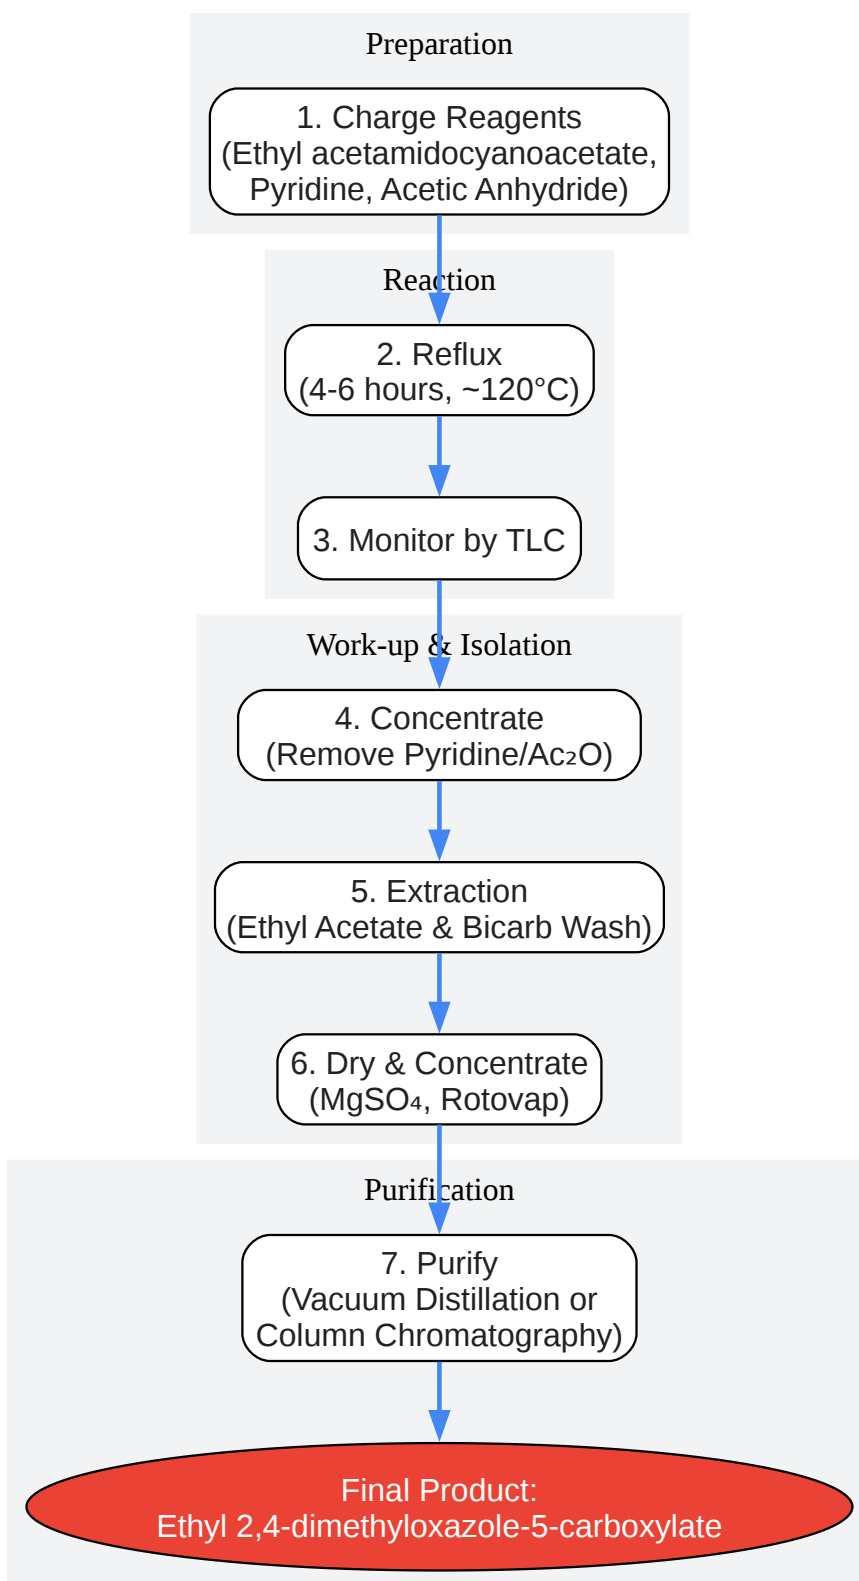 Preparation
1. Charge Reagents
(Ethyl acetamidocyanoacetate,
Pyridine, Acetic Anhydride)
Reaction
2. Reflux
(4-6 hours, ~120°C)
3. Monitor by TLC
Work-up & Isolation
4. Concentrate
(Remove Pyridine/Ac₂O)
5. Extraction
(Ethyl Acetate & Bicarb Wash)
6. Dry & Concentrate
(MgSO₄, Rotovap)
Purification
7. Purify
(Vacuum Distillation or
Column Chromatography)
Final Product:
Ethyl 2,4-dimethyloxazole-5-carboxylate